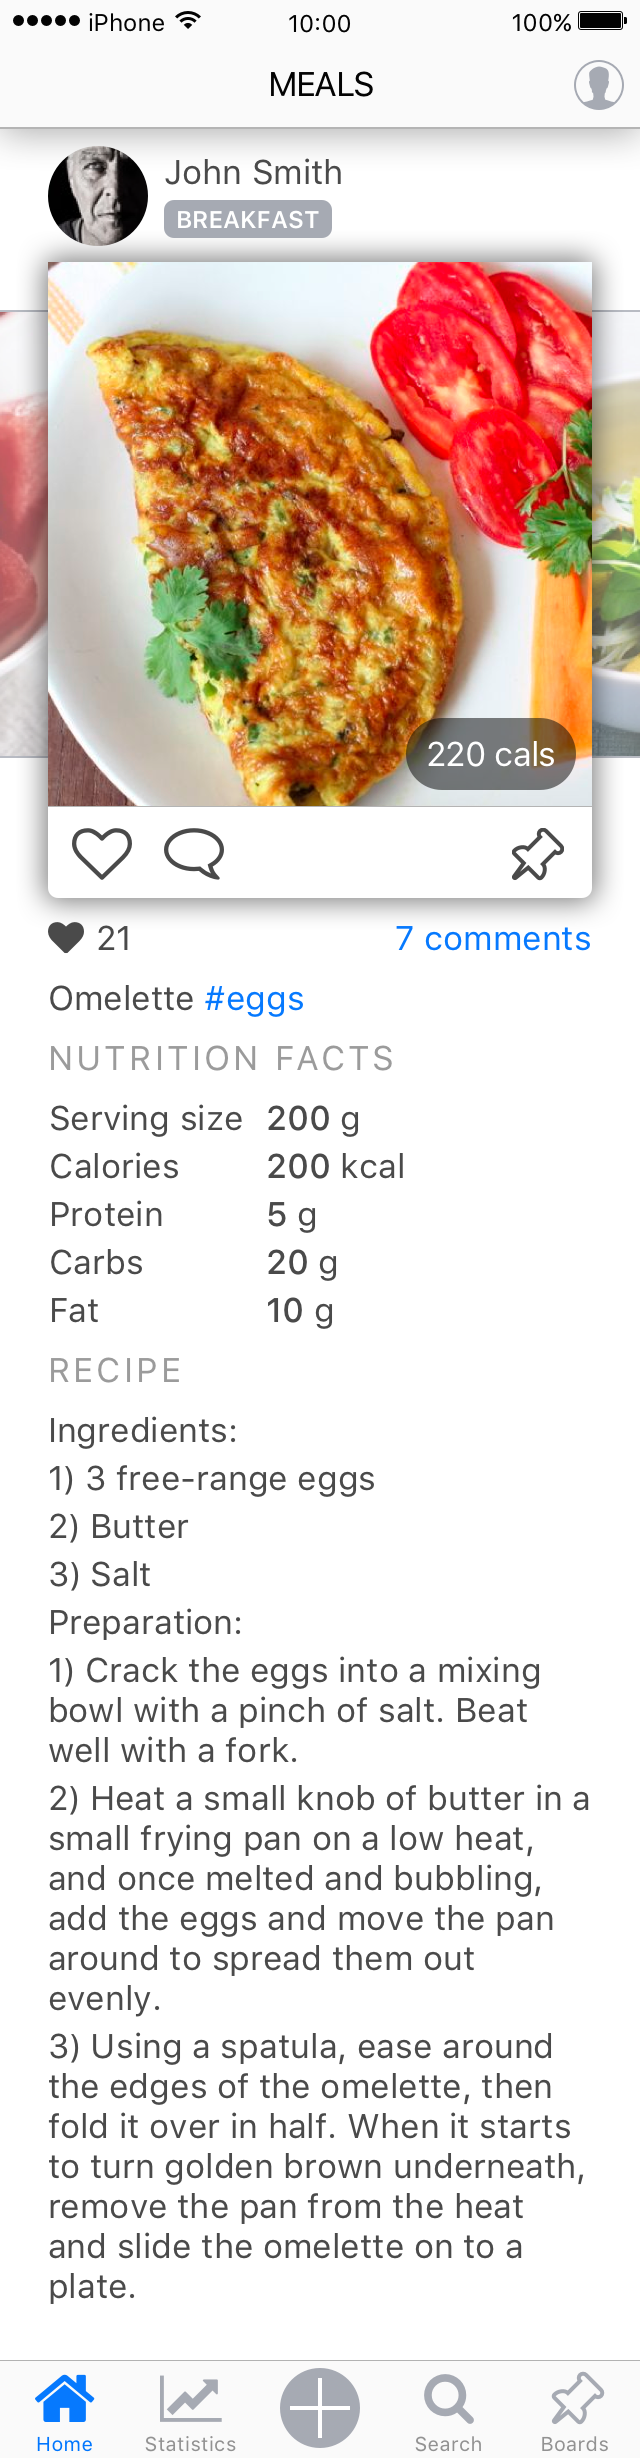 iPhone 10:00 100%
MEALS
John Smith
BREAKFAST
220 cals
21 7 comments
Omelette #eggs
NUTRITION FACTS
Serving size 200 g
Calories 200 kcal
Protein 5 g
Carbs 20 g
Fat 10 g
RECIPE
Ingredients:
1) 3 free-range eggs
2) Butter
3) Salt
Preparation:
1) Crack the eggs into a mixing
bowl with a pinch of salt. Beat
well with a fork.
2) Heat a small knob of butter in a
small frying pan on a low heat,
and once melted and bubbling,
add the eggs and move the pan
around to spread them out
evenly.
3) Using a spatula, ease around
the edges of the omelette, then
fold it over in half. When it starts
to turn golden brown underneath,
remove the pan from the heat
and slide the omelette on to a
plate.
Home Statistics Search Boards